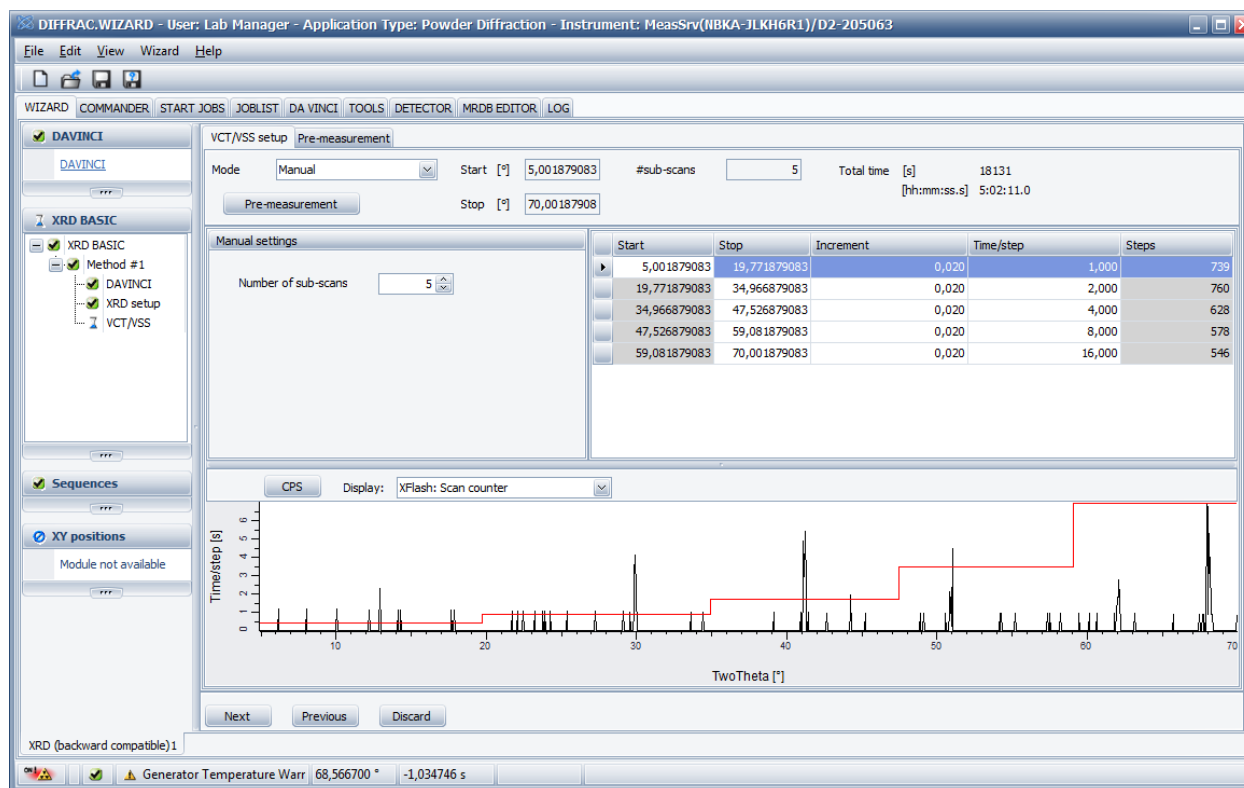 DIFFRAC.WIZARD - User: Lab Manager - Application Type: Powder Diffraction - Instrument: MeasSrv(NBKA-JLKH6R1)/D2-205063
File Edit View Wizard Help
WIZARD COMMANDER START JOBS JOBLIST DA VINCI TOOLS DETECTOR MRDB EDITOR LOG
DAVINCI
DAVINCI
XRD BASIC
XRD BASIC
Method #1
DAVINCI
XRD setup
VCT/VSS
Sequences
XY positions
Module not available
VCT/VSS setup Pre-measurement
Mode Manual Start [°] 5,001879083 #sub-scans 5 Total time [s] 18131
[hh:mm:ss.s] 5:02:11.0
Pre-measurement Stop [°] 70,00187908
Manual settings
Number of sub-scans 5
Start Stop Increment Time/step Steps
5,001879083 19,771879083 0,020 1,000 739
19,771879083 34,966879083 0,020 2,000 760
34,966879083 47,526879083 0,020 4,000 628
47,526879083 59,081879083 0,020 8,000 578
59,081879083 70,001879083 0,020 16,000 546
CPS Display: XFlash: Scan counter
Time/step [s]
6
5
4
3
2
1
0
10 20 30 40 50 60 70
TwoTheta [°]
Next Previous Discard
XRD (backward compatible)1
ON Generator Temperature Warr 68,566700 ° -1,034746 s